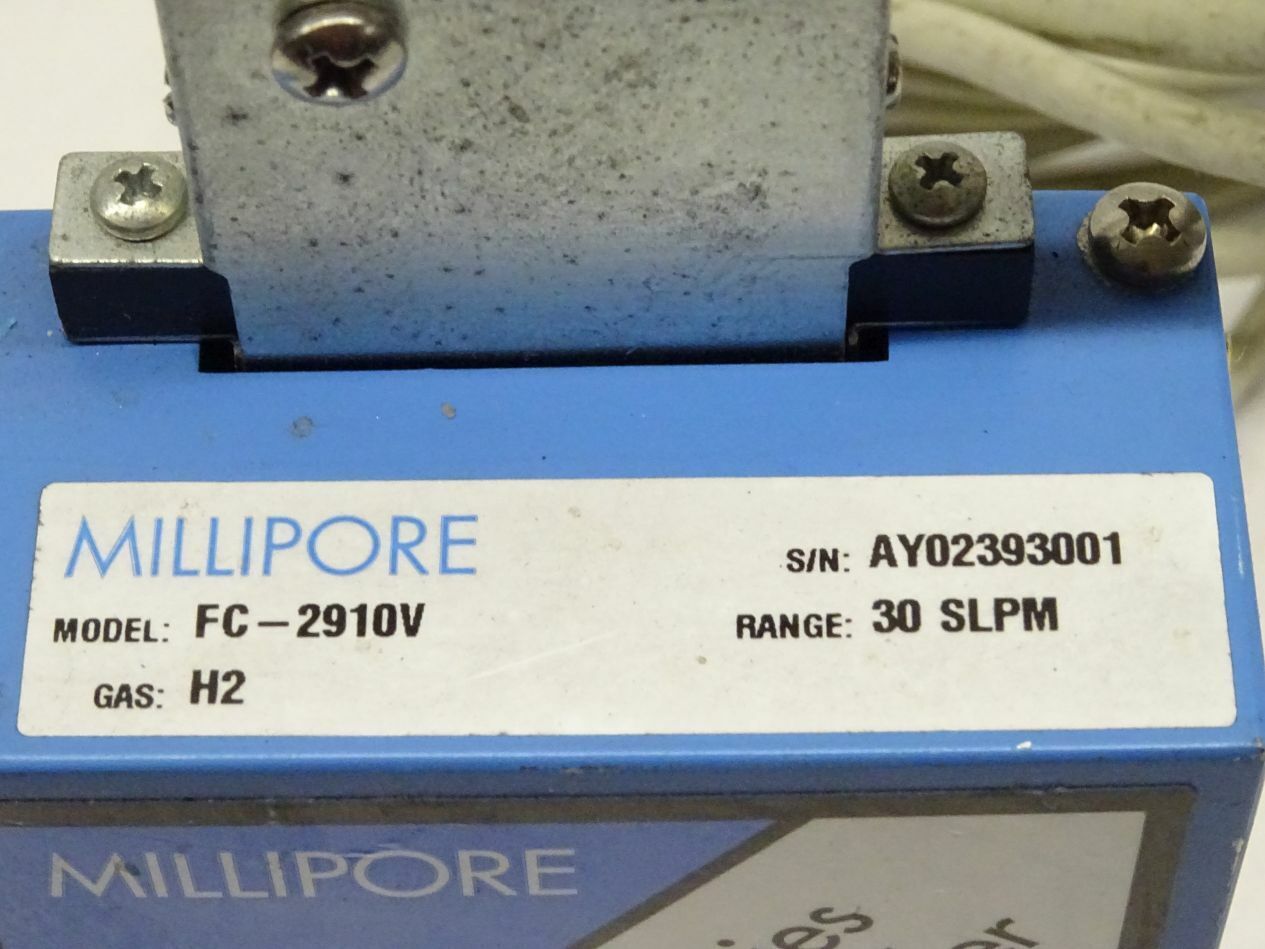 MILLIPORE
S/N: AY02393001
MODEL: FC-2910V
RANGE: 30 SLPM
GAS: H2
MILLIPORE